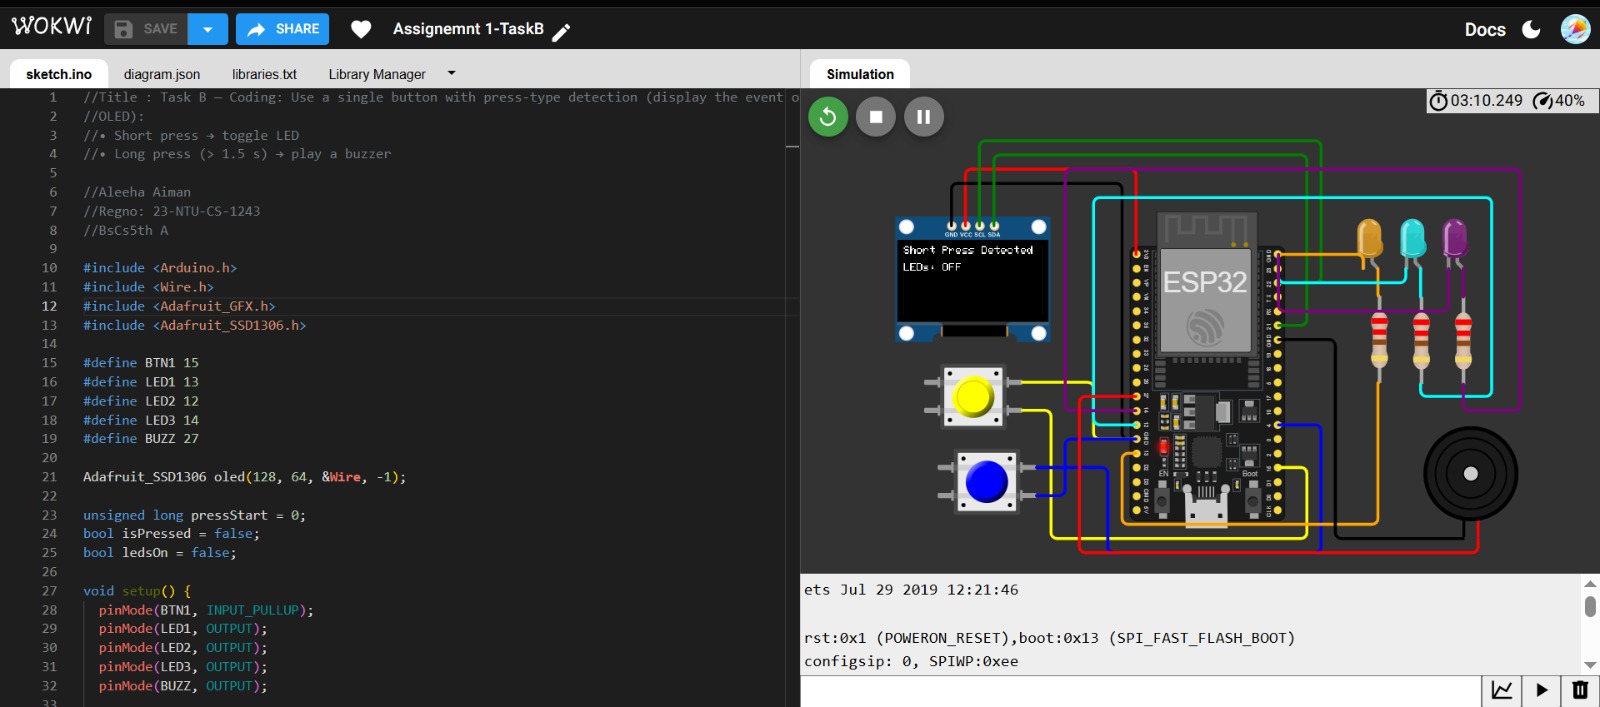 WOKWi
SAVE
SHARE
Assignemnt 1-TaskB
Docs
sketch.ino
diagram.json
libraries.txt
Library Manager
Simulation
1 //Title : Task B – Coding: Use a single button with press-type detection (display the event o
2 //OLED):
3 //• Short press → toggle LED
4 //• Long press (> 1.5 s) → play a buzzer
5
6 //Aleeha Aiman
7 //Regno: 23-NTU-CS-1243
8 //BsCs5th A
9
10 #include <Arduino.h>
11 #include <Wire.h>
12 #include <Adafruit_GFX.h>
13 #include <Adafruit_SSD1306.h>
14
15 #define BTN1 15
16 #define LED1 13
17 #define LED2 12
18 #define LED3 14
19 #define BUZZ 27
20
21 Adafruit_SSD1306 oled(128, 64, &Wire, -1);
22
23 unsigned long pressStart = 0;
24 bool isPressed = false;
25 bool ledsOn = false;
26
27 void setup() {
28 pinMode(BTN1, INPUT_PULLUP);
29 pinMode(LED1, OUTPUT);
30 pinMode(LED2, OUTPUT);
31 pinMode(LED3, OUTPUT);
32 pinMode(BUZZ, OUTPUT);
33
03:10.249 40%
GND VCC SCL SDA
Short Press Detected
LEDs: OFF
ESP32
EN
Boot
ets Jul 29 2019 12:21:46
rst:0x1 (POWERON_RESET),boot:0x13 (SPI_FAST_FLASH_BOOT)
configsip: 0, SPIWP:0xee